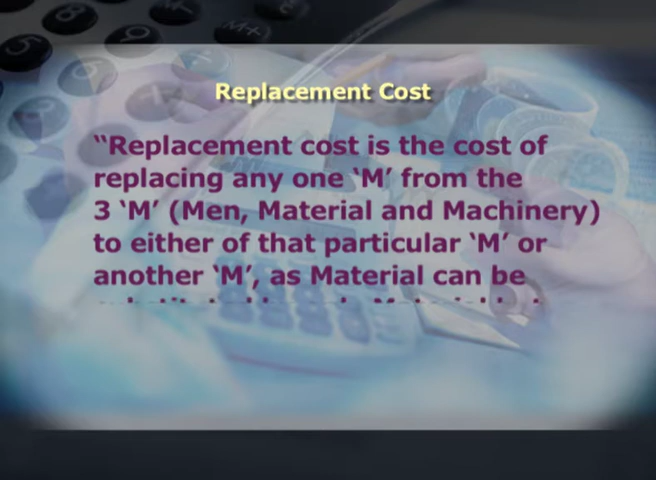 Replacement Cost
“Replacement cost is the cost of
replacing any one ‘M’ from the
3 ‘M’ (Men, Material and Machinery)
to either of that particular ‘M’ or
another ‘M’, as Material can be